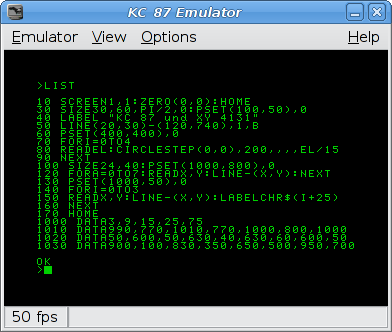 KC 87 Emulator
Emulator View Options Help
>LIST
10 SCREEN1,1:ZERO(0,0):HOME
30 SIZE30,60,PI/2,0:PSET(100,50),0
40 LABEL "KC 87 und XY 4131"
50 LINE(20,30)-(120,740),1,B
60 PSET(400,400),0
70 FORI=0TO4
80 READEL:CIRCLESTEP(0,0),200,,,,EL/15
90 NEXT
100 SIZE24,40:PSET(1000,800),0
120 FORA=0TO7:READX,Y:LINE-(X,Y):NEXT
130 PSET(1000,50),0
140 FORI=0TO3
150 READX,Y:LINE-(X,Y):LABELCHR$(I+25)
160 NEXT
170 HOME
1000 DATA3,9,15,25,75
1010 DATA990,770,1010,770,1000,800,1000
1020 DATA50,600,50,630,40,630,60,600,50
1030 DATA900,100,830,350,650,500,950,700
OK
>
50 fps